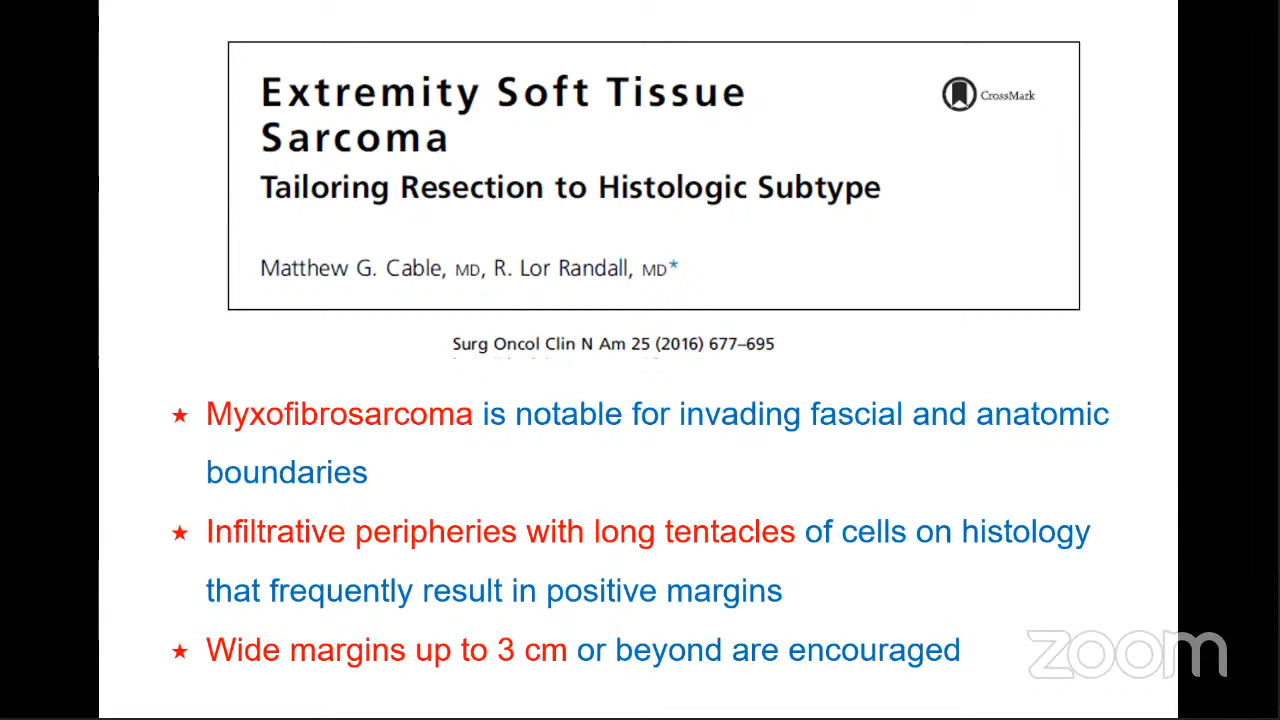 Extremity Soft Tissue
Sarcoma
CrossMark
Tailoring Resection to Histologic Subtype
Matthew G. Cable, MD, R. Lor Randall, MD*
Surg Oncol Clin N Am 25 (2016) 677–695
★ Myxofibrosarcoma is notable for invading fascial and anatomic
boundaries
★ Infiltrative peripheries with long tentacles of cells on histology
that frequently result in positive margins
★ Wide margins up to 3 cm or beyond are encouraged
zoom